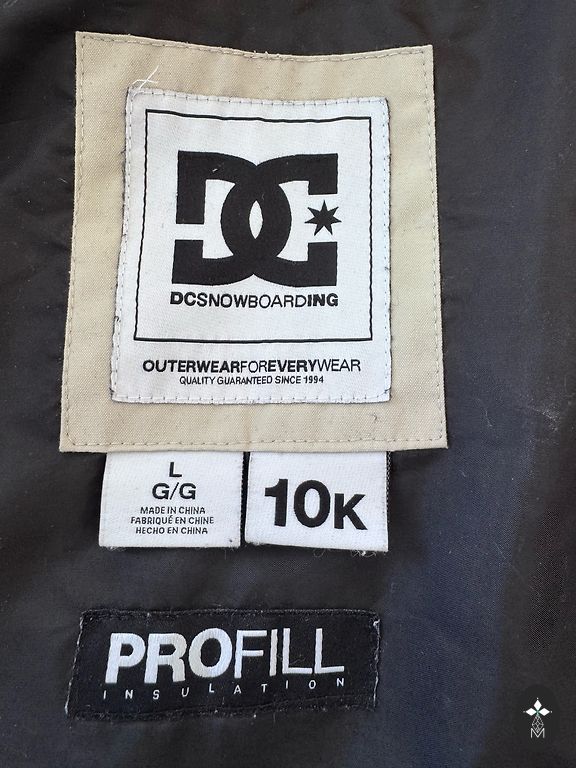 DC
DCSNOWBOARDING
OUTERWEARFOREVERYWEAR
QUALITY GUARANTEED SINCE 1994
L
G/G
MADE IN CHINA
FABRIQUÉ EN CHINE
HECHO EN CHINA
10K
PROFILL
INSULATION
M